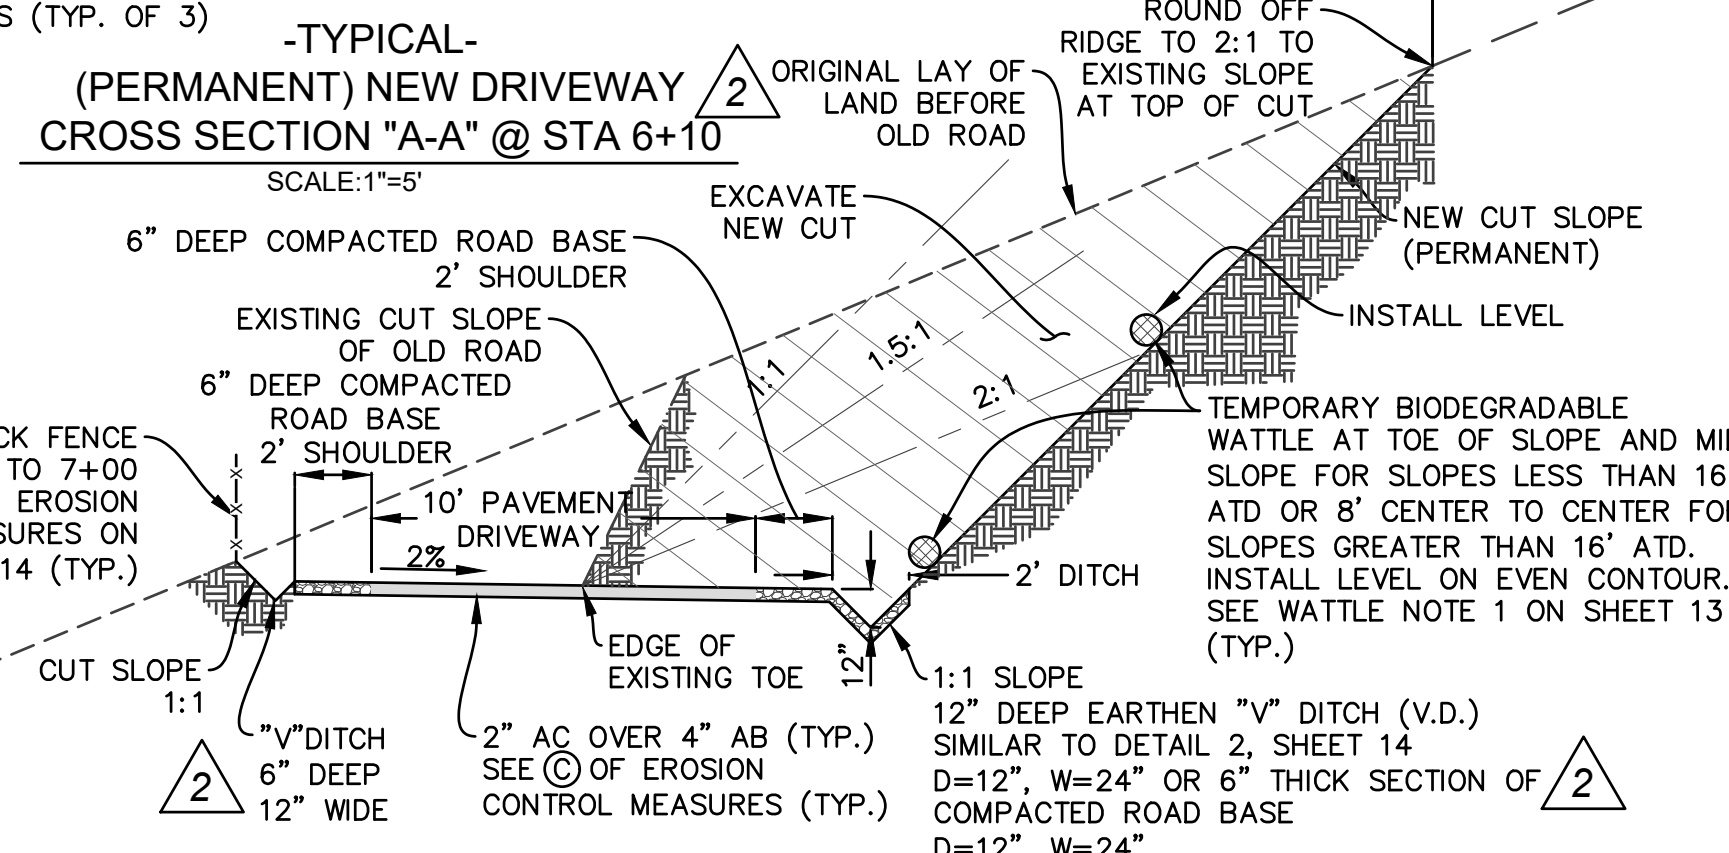 S (TYP. OF 3)
-TYPICAL-
(PERMANENT) NEW DRIVEWAY
CROSS SECTION "A-A" @ STA 6+10
SCALE:1"=5'
2
ORIGINAL LAY OF
LAND BEFORE
OLD ROAD
ROUND OFF
RIDGE TO 2:1 TO
EXISTING SLOPE
AT TOP OF CUT
EXCAVATE
NEW CUT
NEW CUT SLOPE
(PERMANENT)
6" DEEP COMPACTED ROAD BASE
2' SHOULDER
INSTALL LEVEL
EXISTING CUT SLOPE
OF OLD ROAD
6" DEEP COMPACTED
ROAD BASE
2' SHOULDER
1:1
1.5:1
2:1
CK FENCE
TO 7+00
EROSION
SURES ON
14 (TYP.)
10' PAVEMENT
DRIVEWAY
2%
TEMPORARY BIODEGRADABLE
WATTLE AT TOE OF SLOPE AND MI
SLOPE FOR SLOPES LESS THAN 16
ATD OR 8' CENTER TO CENTER FOR
SLOPES GREATER THAN 16' ATD.
INSTALL LEVEL ON EVEN CONTOUR.
SEE WATTLE NOTE 1 ON SHEET 13
(TYP.)
2' DITCH
12"
EDGE OF
EXISTING TOE
CUT SLOPE
1:1
"V"DITCH
6" DEEP
12" WIDE
2
2" AC OVER 4" AB (TYP.)
SEE C OF EROSION
CONTROL MEASURES (TYP.)
1:1 SLOPE
12" DEEP EARTHEN "V" DITCH (V.D.)
SIMILAR TO DETAIL 2, SHEET 14
D=12", W=24" OR 6" THICK SECTION OF
COMPACTED ROAD BASE
D=12" W=24"
2